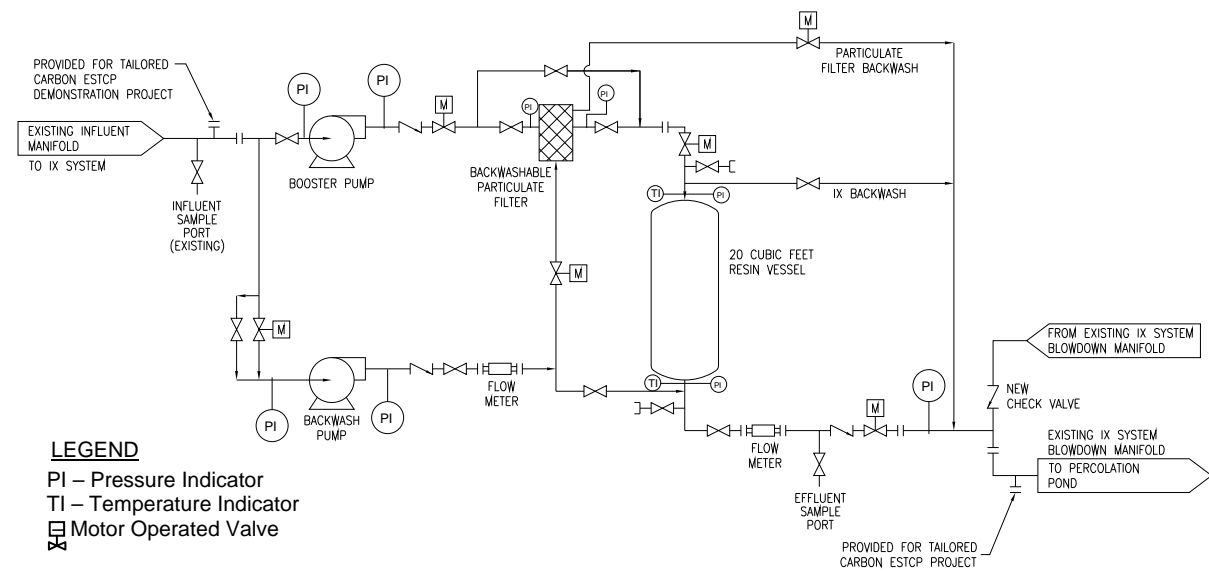 PROVIDED FOR TAILORED
CARBON ESTCP
DEMONSTRATION PROJECT
EXISTING INFLUENT
MANIFOLD
TO IX SYSTEM
INFLUENT
SAMPLE
PORT
(EXISTING)
PI
BOOSTER PUMP
PI
M
PI
BACKWASHABLE
PARTICULATE
FILTER
PI
M
PARTICULATE
FILTER BACKWASH
M
TI
PI
IX BACKWASH
20 CUBIC FEET
RESIN VESSEL
M
M
PI
BACKWASH
PUMP
PI
FLOW
METER
TI
PI
FLOW
METER
EFFLUENT
SAMPLE
PORT
M
PI
FROM EXISTING IX SYSTEM
BLOWDOWN MANIFOLD
NEW
CHECK VALVE
EXISTING IX SYSTEM
BLOWDOWN MANIFOLD
TO PERCOLATION
POND
PROVIDED FOR TAILORED
CARBON ESTCP PROJECT
LEGEND
PI – Pressure Indicator
TI – Temperature Indicator
Motor Operated Valve